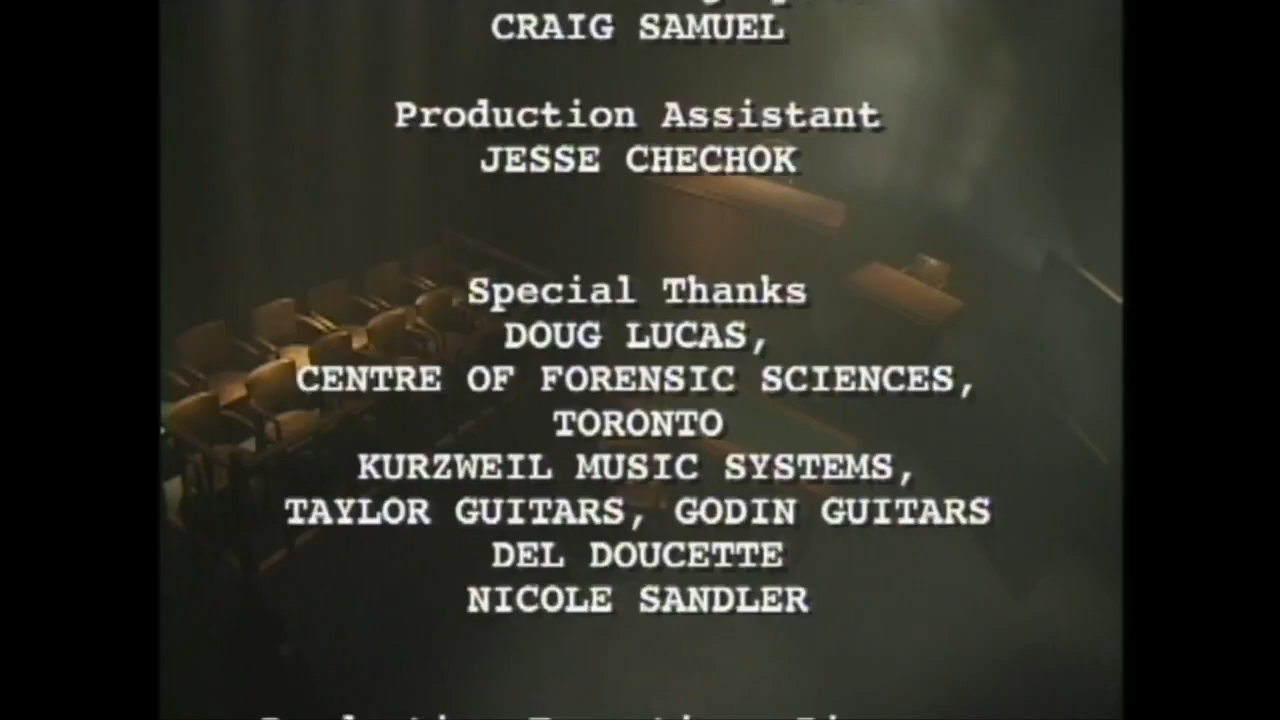 CRAIG SAMUEL
Production Assistant
JESSE CHECHOK
Special Thanks
DOUG LUCAS,
CENTRE OF FORENSIC SCIENCES,
TORONTO
KURZWEIL MUSIC SYSTEMS,
TAYLOR GUITARS, GODIN GUITARS
DEL DOUCETTE
NICOLE SANDLER